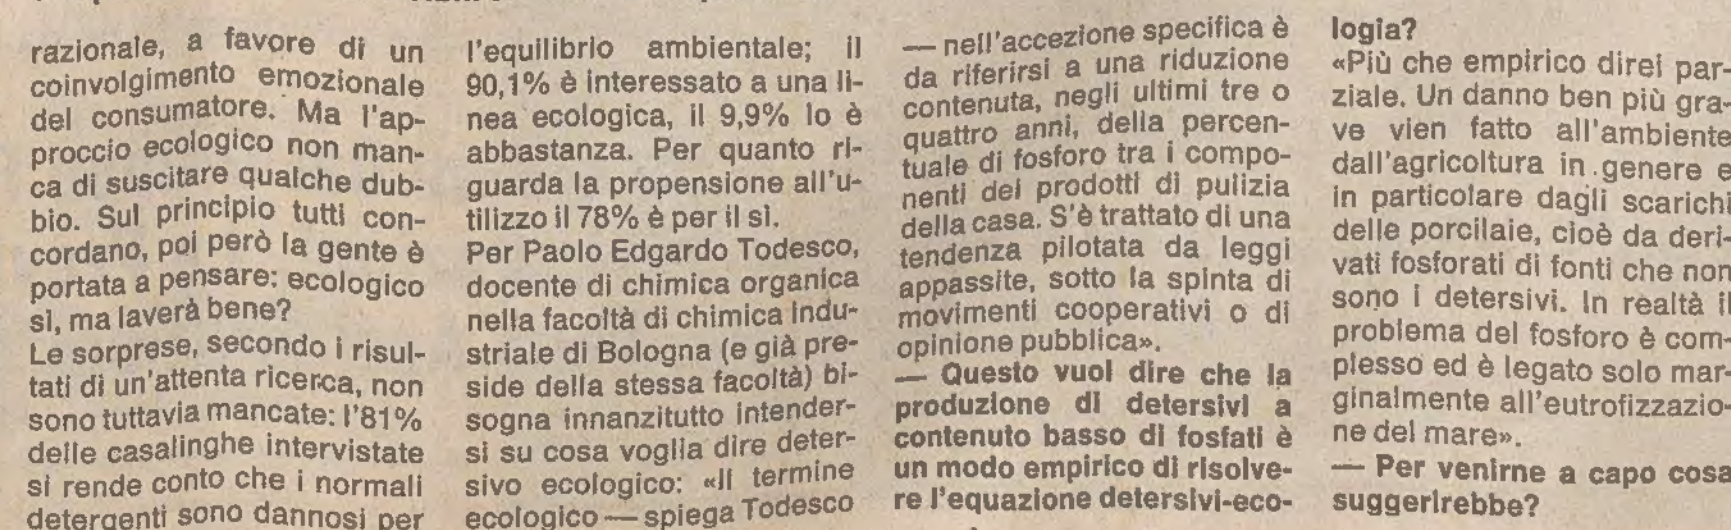 razionale, a favore di un
coinvolgimento emozionale
del consumatore. Ma l'ap-
proccio ecologico non man-
ca di suscitare qualche dub-
bio. Sul principio tutti con-
cordano, poi però la gente è
portata a pensare: ecologico
sì, ma laverà bene?
Le sorprese, secondo i risul-
tati di un'attenta ricerca, non
sono tuttavia mancate: l'81%
delle casalinghe intervistate
si rende conto che i normali
detergenti sono dannosi per
l'equilibrio ambientale; il
90,1% è interessato a una li-
nea ecologica, il 9,9% lo è
abbastanza. Per quanto ri-
guarda la propensione all'u-
tilizzo il 78% è per il sì.
Per Paolo Edgardo Todesco,
docente di chimica organica
nella facoltà di chimica indu-
striale di Bologna (e già pre-
side della stessa facoltà) bi-
sogna innanzitutto intender-
si su cosa voglia dire deter-
sivo ecologico: «Il termine
ecologico — spiega Todesco
— nell'accezione specifica è
da riferirsi a una riduzione
contenuta, negli ultimi tre o
quattro anni, della percen-
tuale di fosforo tra i compo-
nenti dei prodotti di pulizia
della casa. S'è trattato di una
tendenza pilotata da leggi
appassite, sotto la spinta di
movimenti cooperativi o di
opinione pubblica».
— Questo vuol dire che la
produzione di detersivi a
contenuto basso di fosfati è
un modo empirico di risolve-
re l'equazione detersivi-eco-
logia?
«Più che empirico direi par-
ziale. Un danno ben più gra-
ve vien fatto all'ambiente
dall'agricoltura in genere e
in particolare dagli scarichi
delle porcilaie, cioè da deri-
vati fosforati di fonti che non
sono i detersivi. In realtà il
problema del fosforo è com-
plesso ed è legato solo mar-
ginalmente all'eutrofizzazio-
ne del mare».
— Per venirne a capo cosa
suggerirebbe?